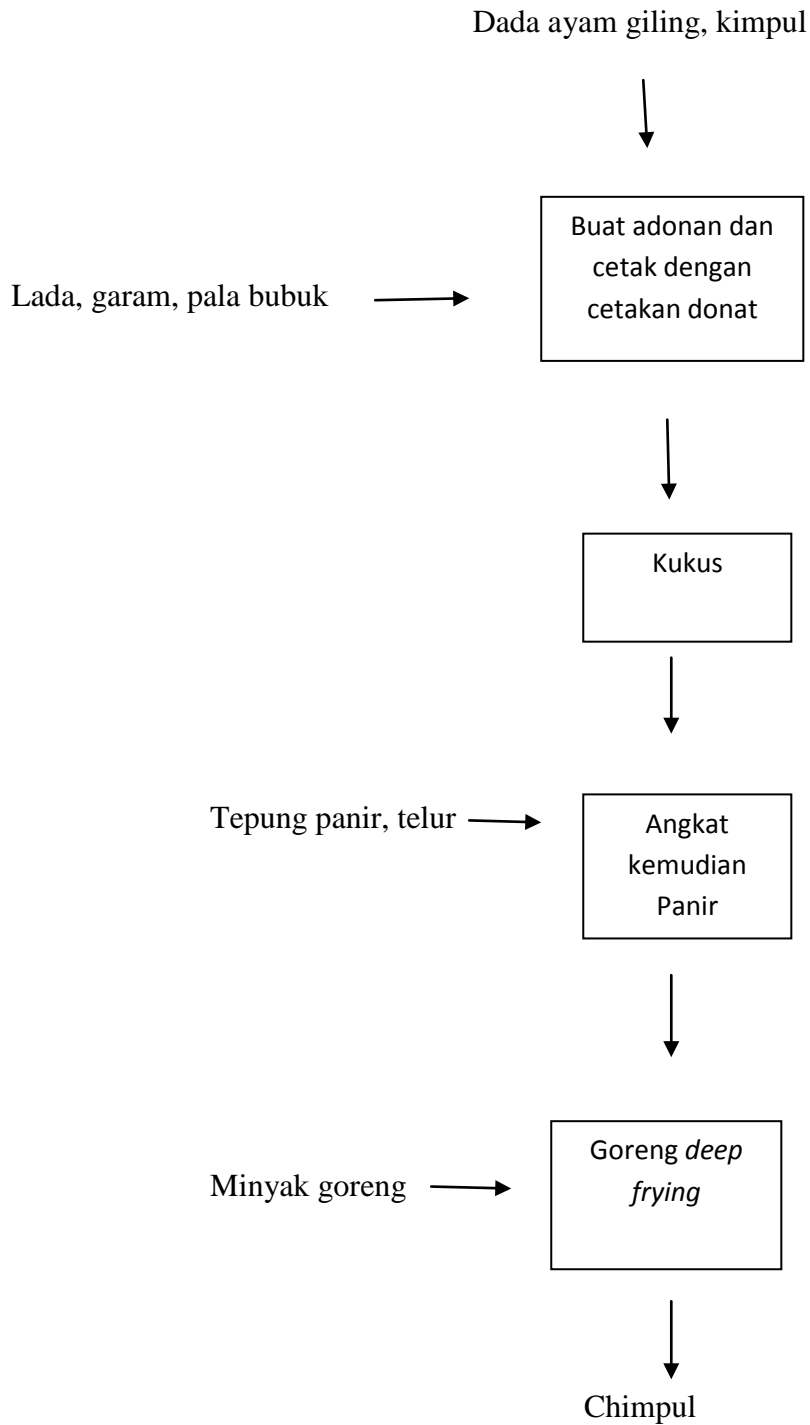 Dada ayam giling, kimpul
Buat adonan dan
cetak dengan
cetakan donat
Lada, garam, pala bubuk
Kukus
Tepung panir, telur
Angkat
kemudian
Panir
Goreng deep
frying
Minyak goreng
Chimpul